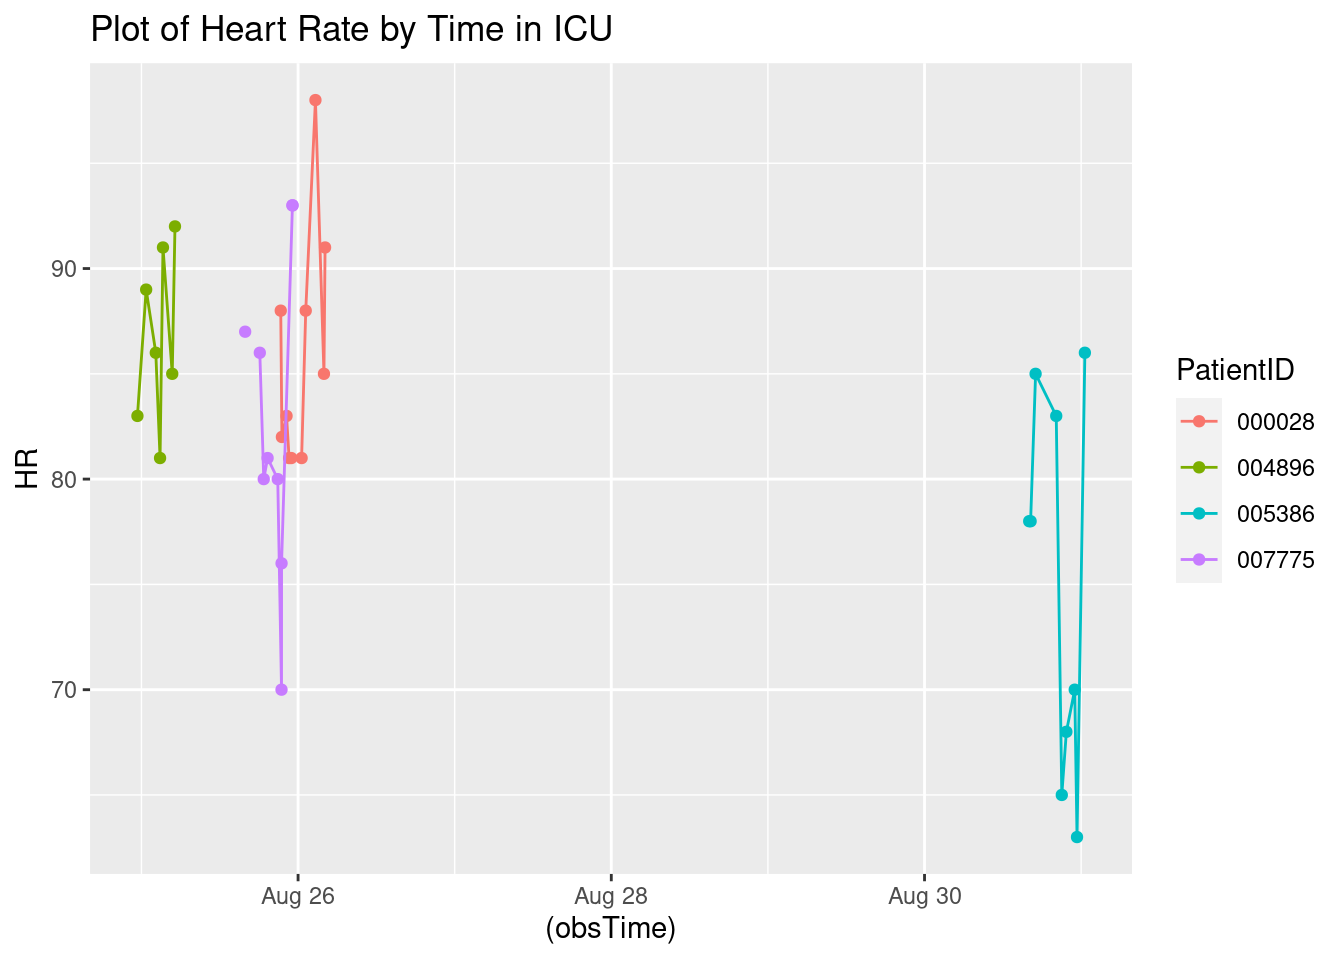 Plot of Heart Rate by Time in ICU
HR
90
80
70
Aug 26
Aug 28
Aug 30
(obsTime)
PatientID
000028
004896
005386
007775